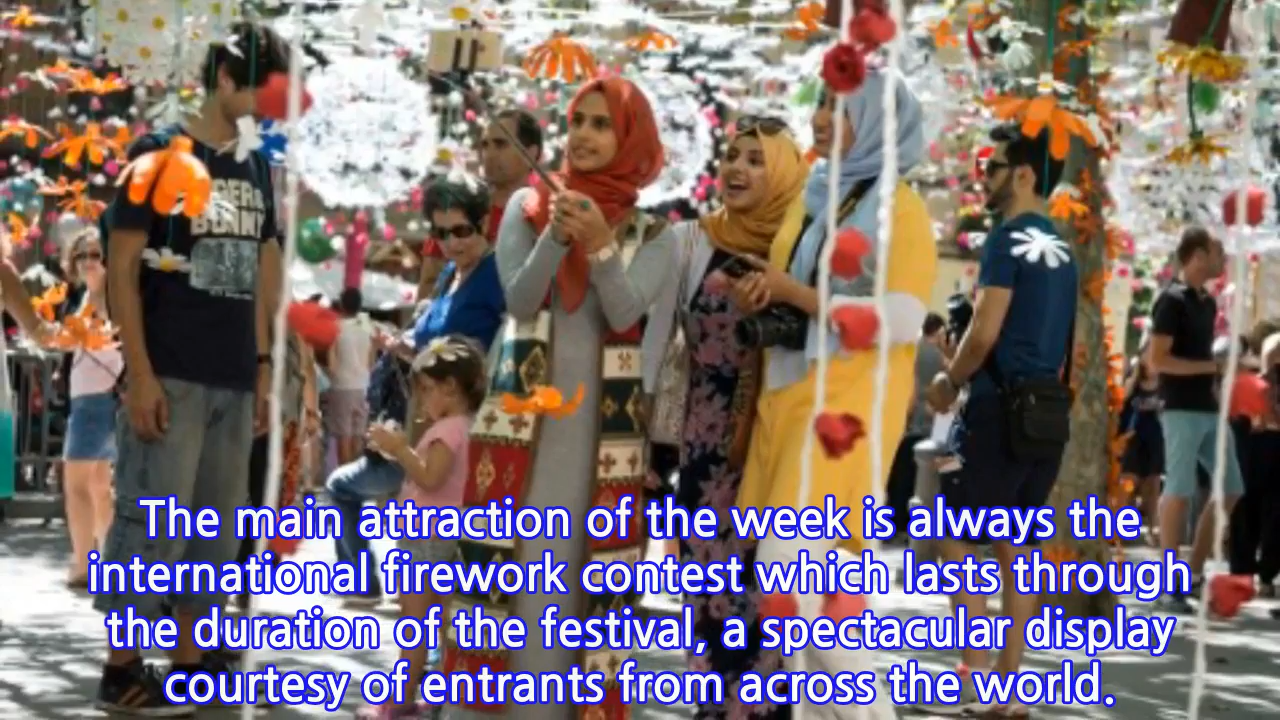 The main attraction of the week is always the
international firework contest which lasts through
the duration of the festival, a spectacular display
courtesy of entrants from across the world.